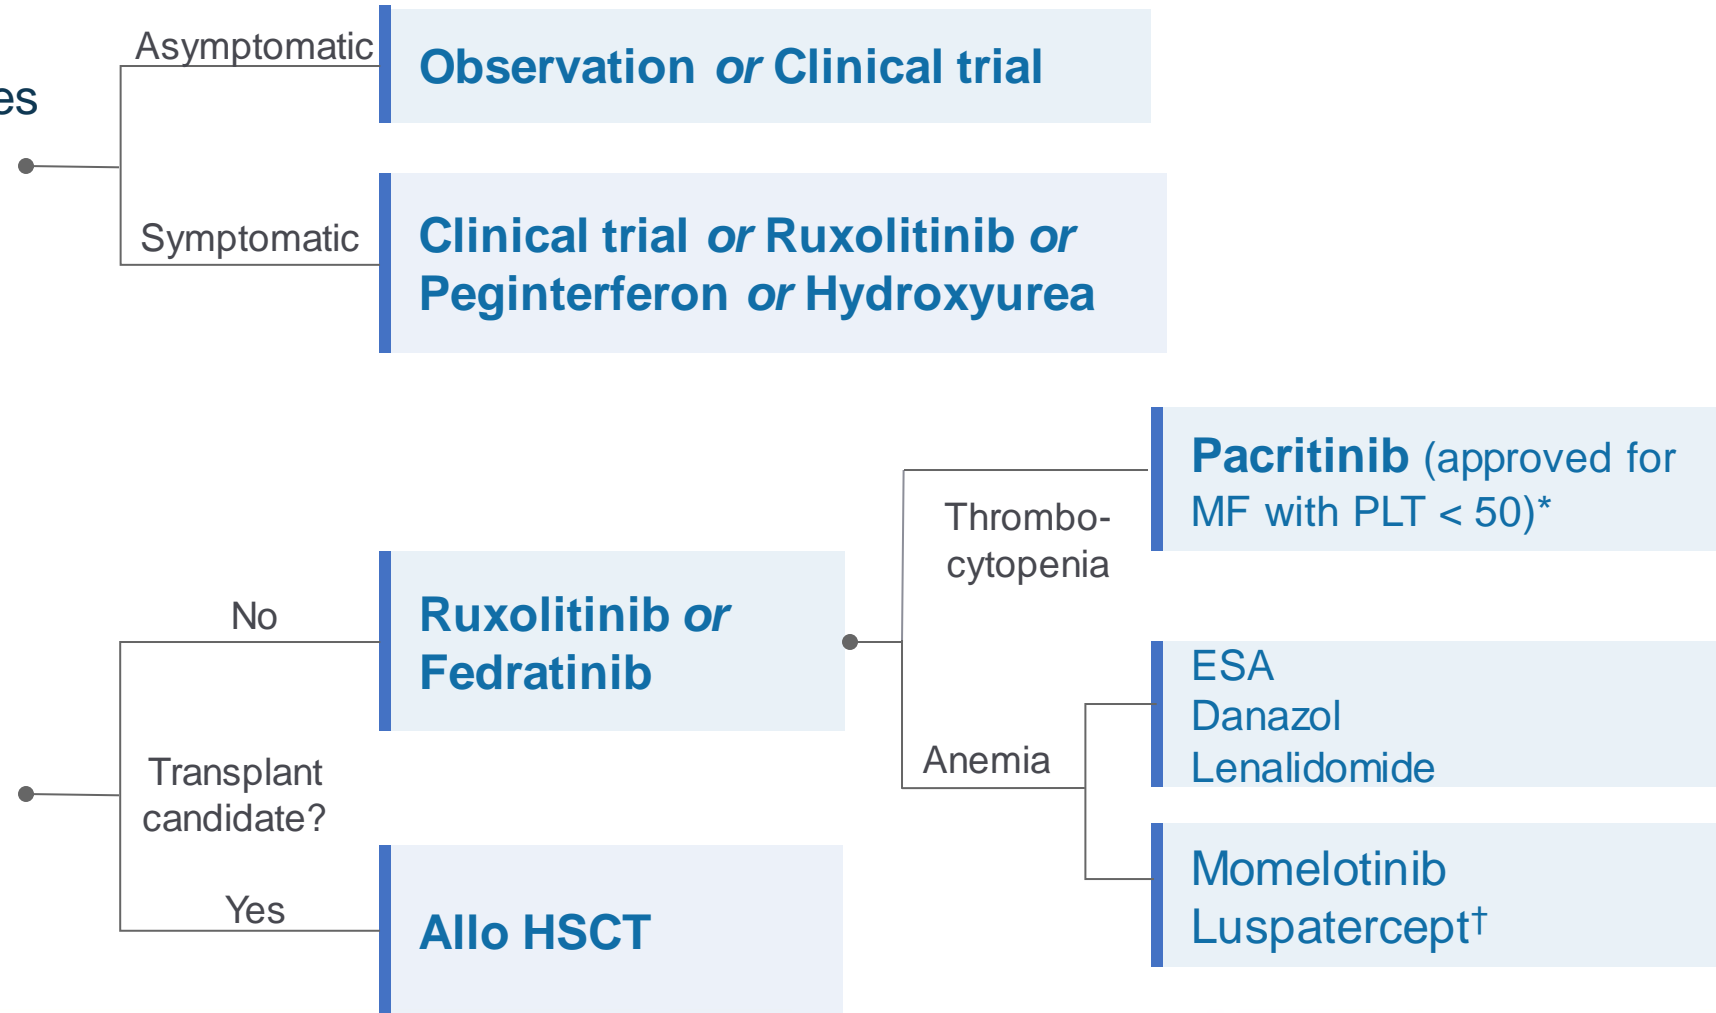 Asymptomatic
Observation or Clinical trial
es
Symptomatic
Clinical trial or Ruxolitinib or
Peginterferon or Hydroxyurea
Pacritinib (approved for
MF with PLT < 50)*
Thrombo-
cytopenia
No
Ruxolitinib or
Fedratinib
ESA
Danazol
Lenalidomide
Anemia
Transplant
candidate?
Momelotinib
Luspatercept†
Yes
Allo HSCT